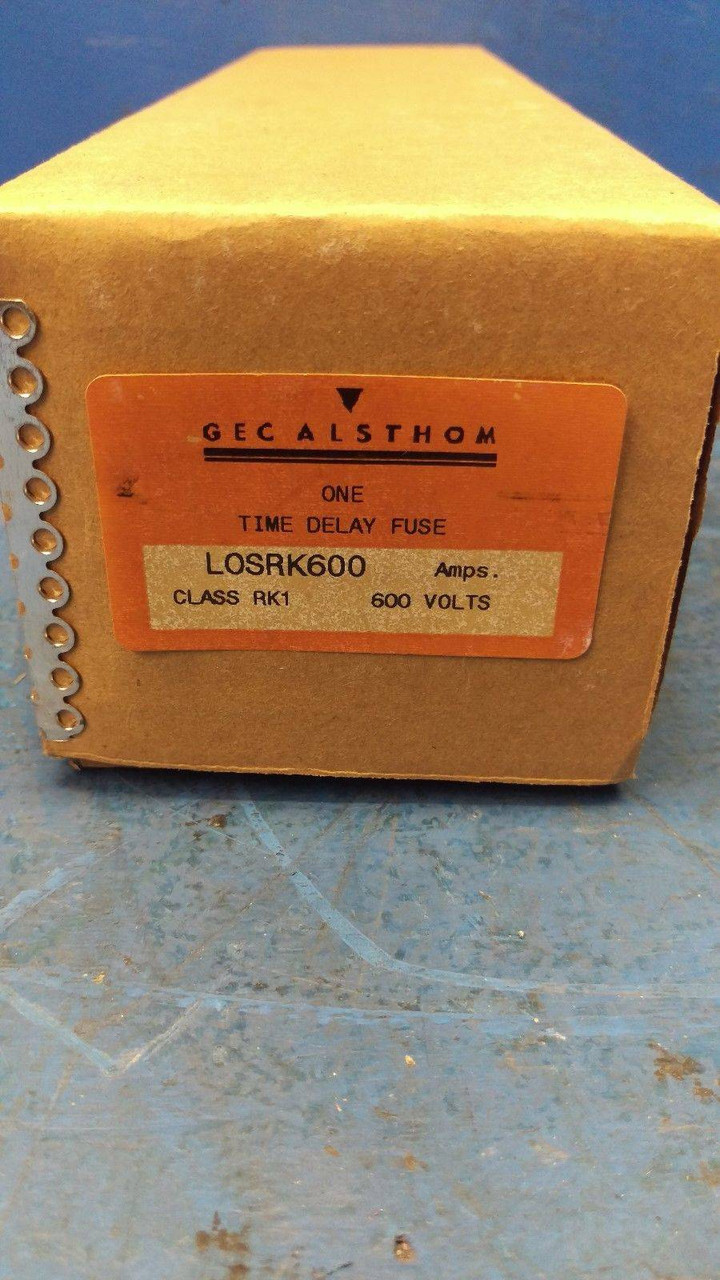 GEC ALSTHOM
ONE
TIME DELAY FUSE
LOSRK600 Amps.
CLASS RK1 600 VOLTS